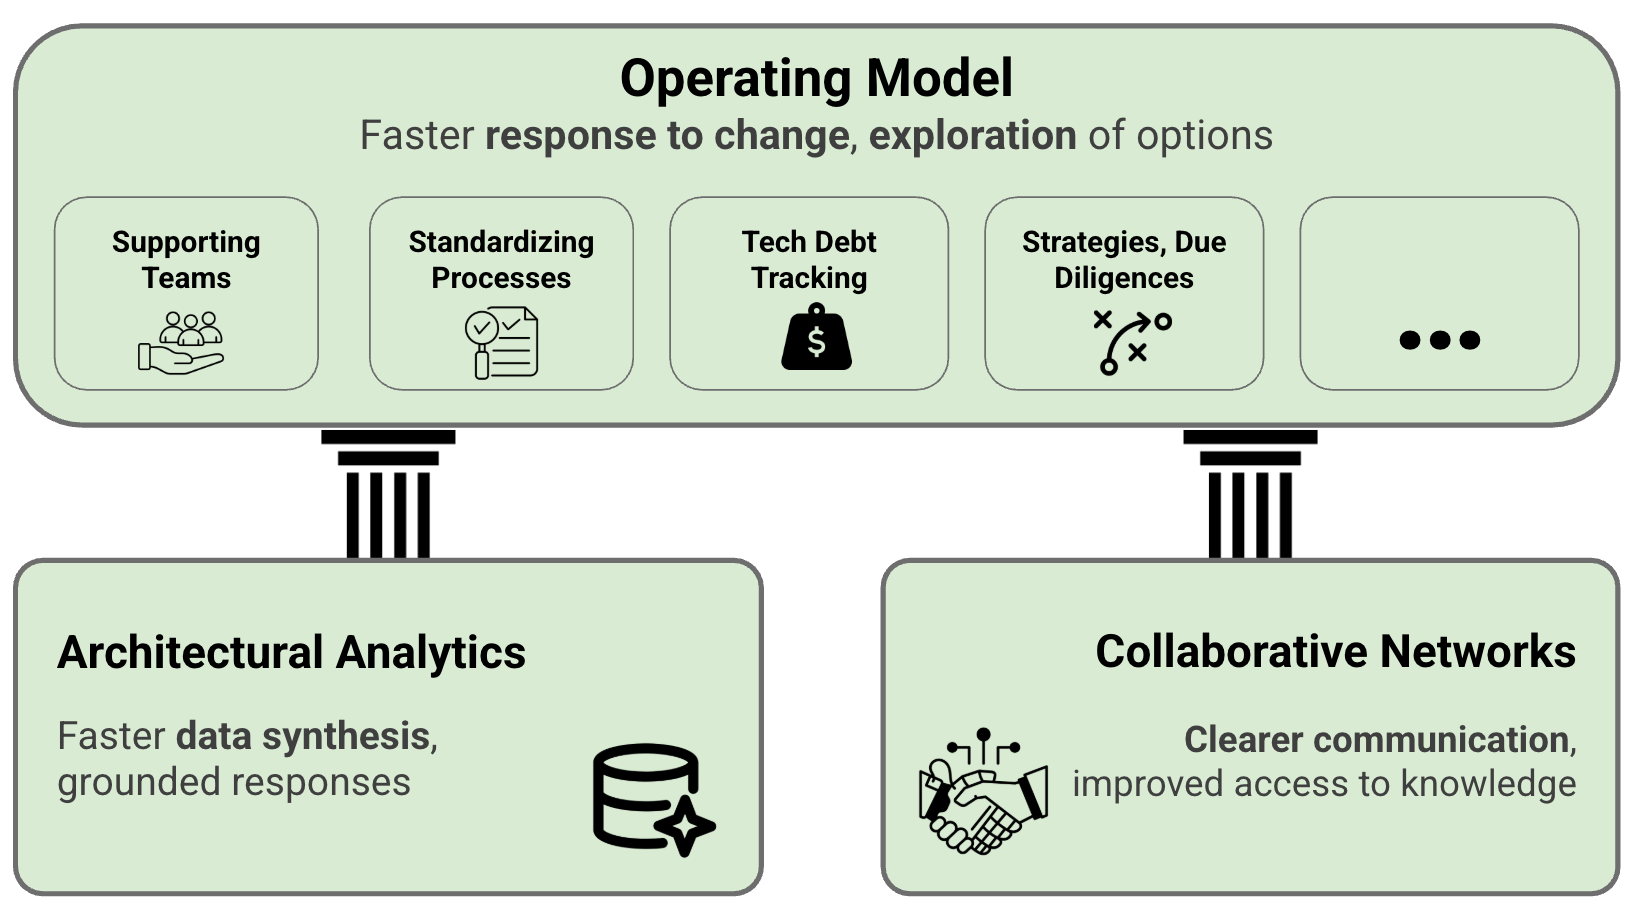 Operating Model
Faster response to change, exploration of options
Supporting
Teams
Standardizing
Processes
Tech Debt
Tracking
$
Strategies, Due
Diligences
...
Architectural Analytics
Faster data synthesis,
grounded responses
Collaborative Networks
Clearer communication,
improved access to knowledge